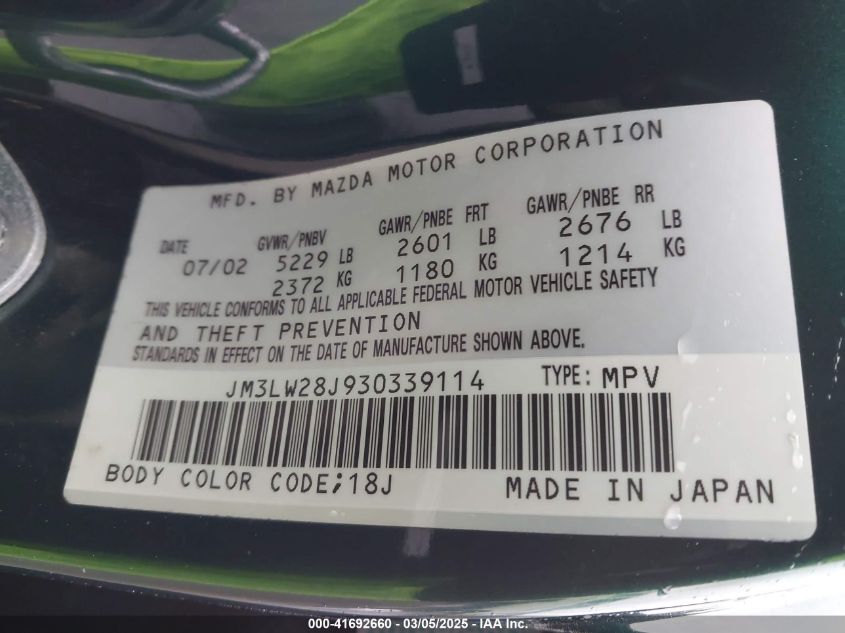 MFD. BY MAZDA MOTOR CORPORATION
DATE GVWR/PNBV GAWR/PNBE FRT GAWR/PNBE RR
07/02 5229 LB 2601 LB 2676 LB
2372 KG 1180 KG 1214 KG
THIS VEHICLE CONFORMS TO ALL APPLICABLE FEDERAL MOTOR VEHICLE SAFETY
AND THEFT PREVENTION
STANDARDS IN EFFECT ON THE DATE OF MANUFACTURE SHOWN ABOVE.
JM3LW28J930339114 TYPE: MPV
BODY COLOR CODE;18J MADE IN JAPAN
000-41692660 - 03/05/2025 - IAA Inc.